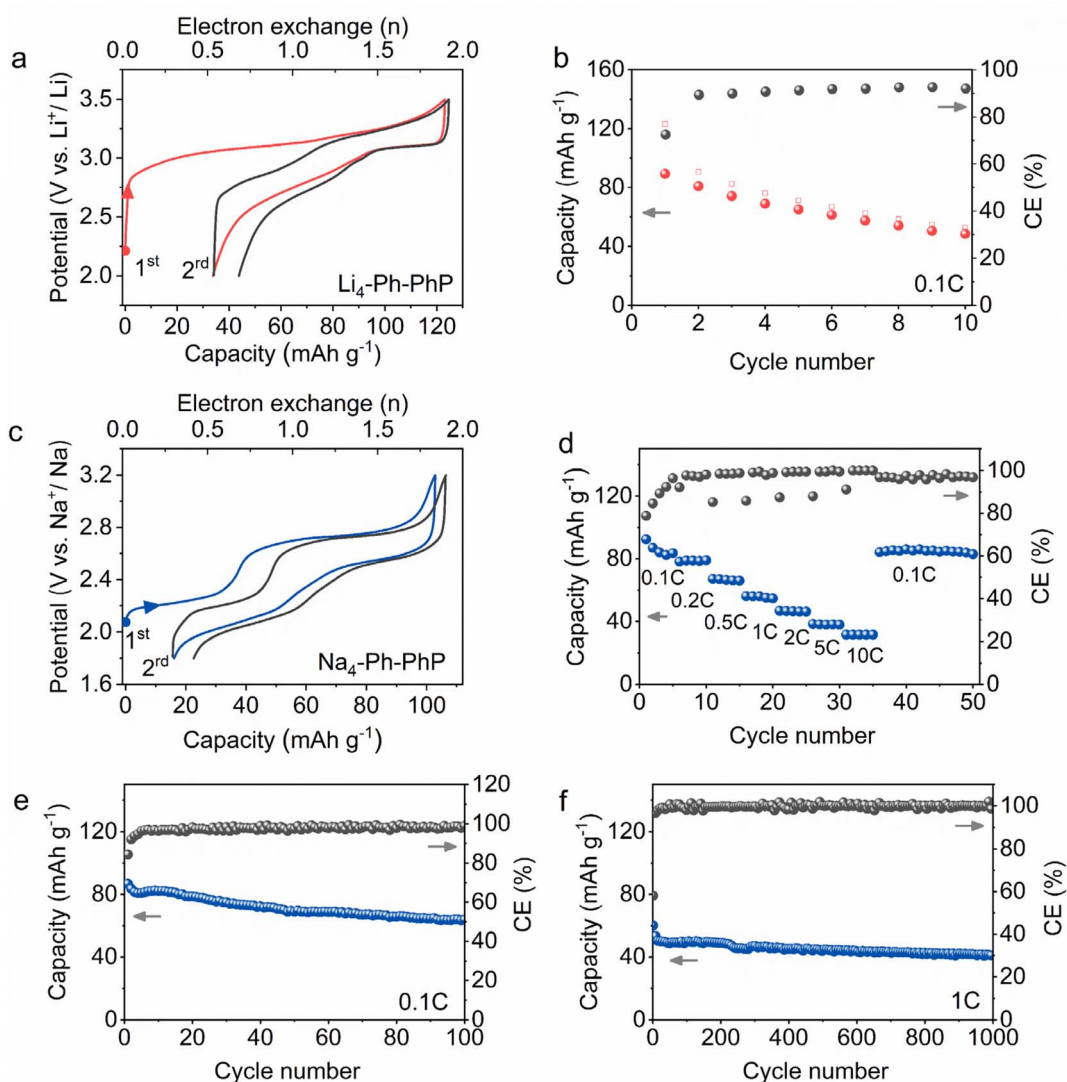 a
Electron exchange (n)
0.0 0.5 1.0 1.5 2.0
Potential (V vs. Li⁺/ Li)
3.5
3.0
2.5
2.0
1st
2rd
Li₄-Ph-PhP
0 20 40 60 80 100 120
Capacity (mAh g⁻¹)
b
Capacity (mAh g⁻¹)
160
120
80
40
0
100
80
60
40
20
0
CE (%)
0.1C
0 2 4 6 8 10
Cycle number
c
Electron exchange (n)
0.0 0.5 1.0 1.5 2.0
Potential (V vs. Na⁺/ Na)
3.2
2.8
2.4
2.0
1.6
1st
2rd
Na₄-Ph-PhP
0 20 40 60 80 100
Capacity (mAh g⁻¹)
d
Capacity (mAh g⁻¹)
120
80
40
0
100
80
60
40
20
0
CE (%)
0.1C
0.2C
0.5C
1C
2C
5C
10C
0.1C
0 10 20 30 40 50
Cycle number
e
Capacity (mAh g⁻¹)
120
80
40
0
120
100
80
60
40
20
0
CE (%)
0.1C
0 20 40 60 80 100
Cycle number
f
Capacity (mAh g⁻¹)
120
80
40
0
100
80
60
40
20
0
CE (%)
1C
0 200 400 600 800 1000
Cycle number